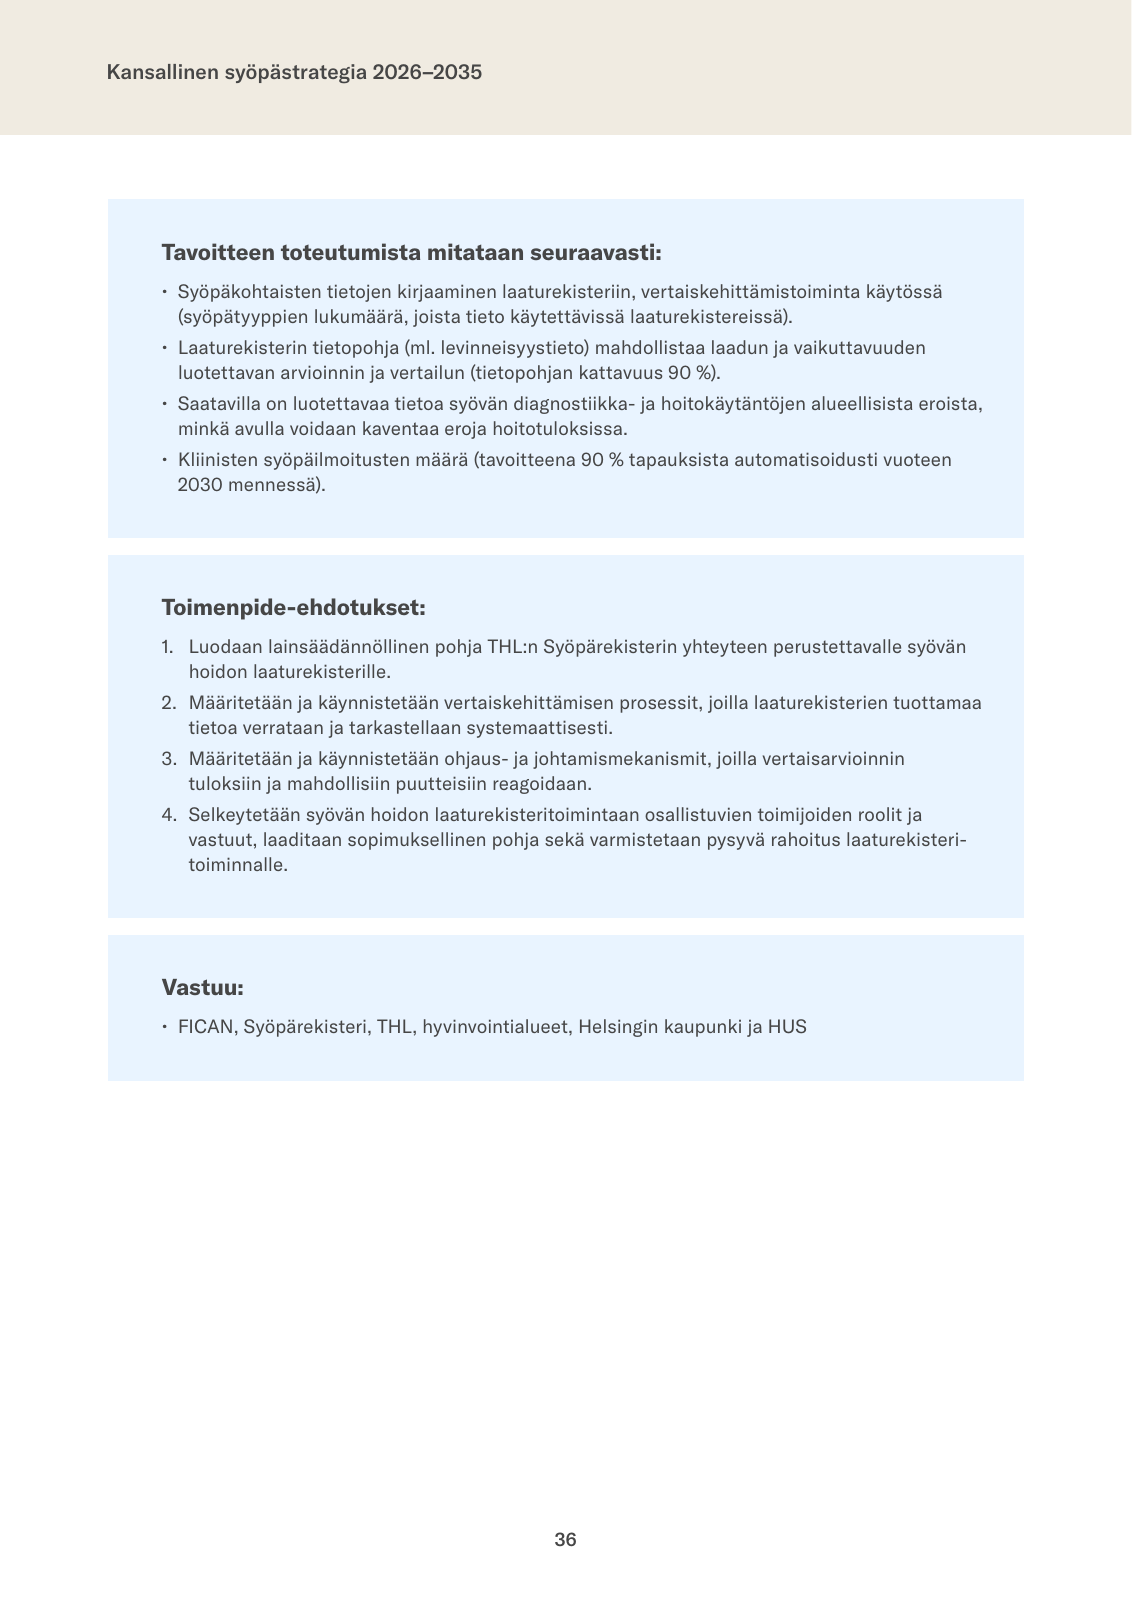 Kansallinen syöpästrategia 2026–2035
Tavoitteen toteutumista mitataan seuraavasti:
• Syöpäkohtaisten tietojen kirjaaminen laaturekisteriin, vertaiskehittämistoiminta käytössä
(syöpätyyppien lukumäärä, joista tieto käytettävissä laaturekistereissä).
• Laaturekisterin tietopohja (ml. levinneisyystieto) mahdollistaa laadun ja vaikuttavuuden
luotettavan arvioinnin ja vertailun (tietopohjan kattavuus 90 %).
• Saatavilla on luotettavaa tietoa syövän diagnostiikka- ja hoitokäytäntöjen alueellisista eroista,
minkä avulla voidaan kaventaa eroja hoitotuloksissa.
• Kliinisten syöpäilmoitusten määrä (tavoitteena 90 % tapauksista automatisoidusti vuoteen
2030 mennessä).
Toimenpide-ehdotukset:
1. Luodaan lainsäädännöllinen pohja THL:n Syöpärekisterin yhteyteen perustettavalle syövän
hoidon laaturekisterille.
2. Määritetään ja käynnistetään vertaiskehittämisen prosessit, joilla laaturekisterien tuottamaa
tietoa verrataan ja tarkastellaan systemaattisesti.
3. Määritetään ja käynnistetään ohjaus- ja johtamismekanismit, joilla vertaisarvioinnin
tuloksiin ja mahdollisiin puutteisiin reagoidaan.
4. Selkeytetään syövän hoidon laaturekisteritoimintaan osallistuvien toimijoiden roolit ja
vastuut, laaditaan sopimuksellinen pohja sekä varmistetaan pysyvä rahoitus laaturekisteri-
toiminnalle.
Vastuu:
• FICAN, Syöpärekisteri, THL, hyvinvointialueet, Helsingin kaupunki ja HUS
36